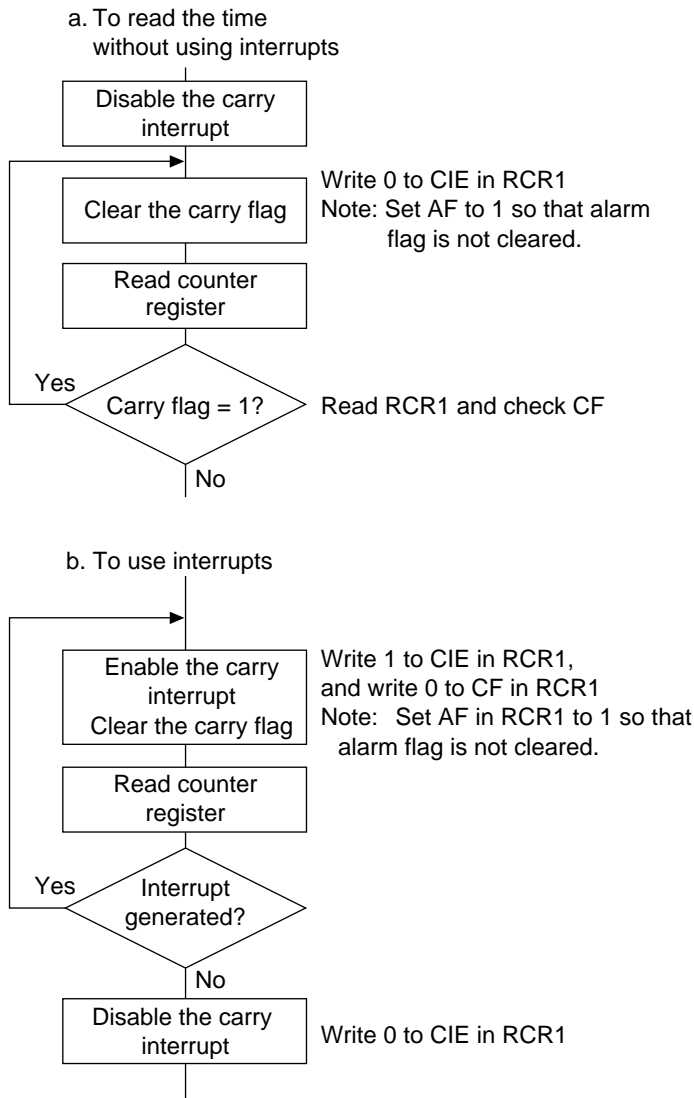 a. To read the time
without using interrupts
Disable the carry
interrupt
Write 0 to CIE in RCR1
Note: Set AF to 1 so that alarm
flag is not cleared.
Clear the carry flag
Read counter
register
Yes
Carry flag = 1?
Read RCR1 and check CF
No
b. To use interrupts
Enable the carry
interrupt
Clear the carry flag
Write 1 to CIE in RCR1,
and write 0 to CF in RCR1
Note: Set AF in RCR1 to 1 so that
alarm flag is not cleared.
Read counter
register
Yes
Interrupt
generated?
No
Disable the carry
interrupt
Write 0 to CIE in RCR1